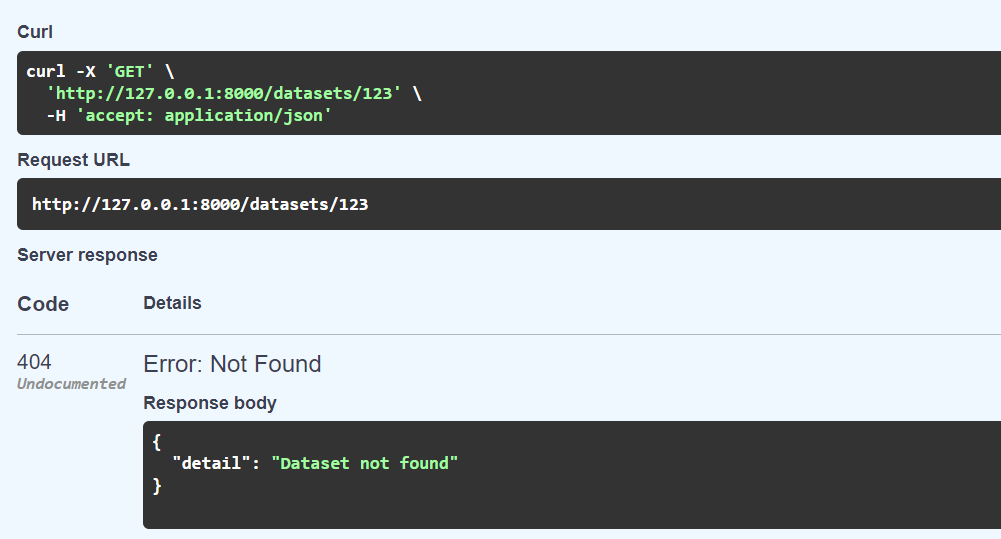 Curl
curl -X 'GET' \
  'http://127.0.0.1:8000/datasets/123' \
  -H 'accept: application/json'
Request URL
http://127.0.0.1:8000/datasets/123
Server response
Code Details
404 Error: Not Found
Undocumented
Response body
{
  "detail": "Dataset not found"
}